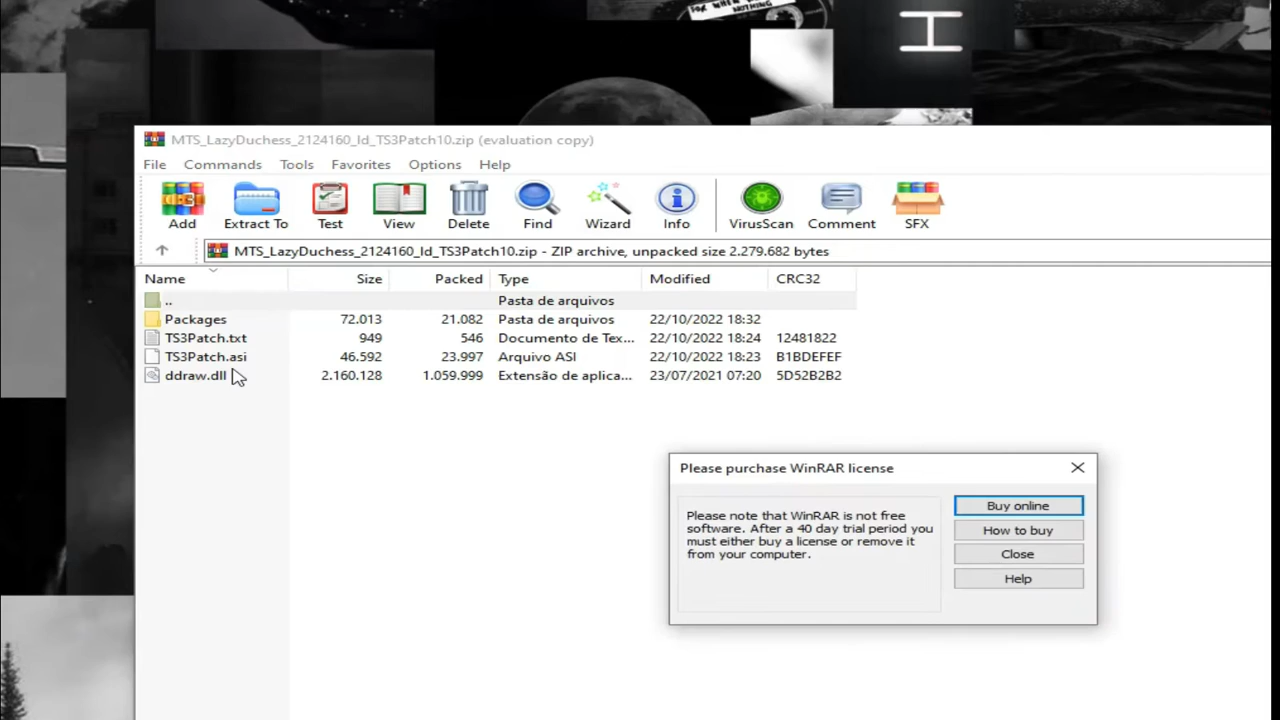 FOR WHEN
NOTHING
I
MTS_LazyDuchess_2124160_ld_TS3Patch10.zip (evaluation copy)
File Commands Tools Favorites Options Help
Add Extract To Test View Delete Find Wizard Info VirusScan Comment SFX
MTS_LazyDuchess_2124160_ld_TS3Patch10.zip - ZIP archive, unpacked size 2.279.682 bytes
Name Size Packed Type Modified CRC32
.. Pasta de arquivos
Packages 72.013 21.082 Pasta de arquivos 22/10/2022 18:32
TS3Patch.txt 949 546 Documento de Tex... 22/10/2022 18:24 12481822
TS3Patch.asi 46.592 23.997 Arquivo ASI 22/10/2022 18:23 B1BDEFEF
ddraw.dll 2.160.128 1.059.999 Extensão de aplica... 23/07/2021 07:20 5D52B2B2
Please purchase WinRAR license
Please note that WinRAR is not free
software. After a 40 day trial period you
must either buy a license or remove it
from your computer.
Buy online
How to buy
Close
Help